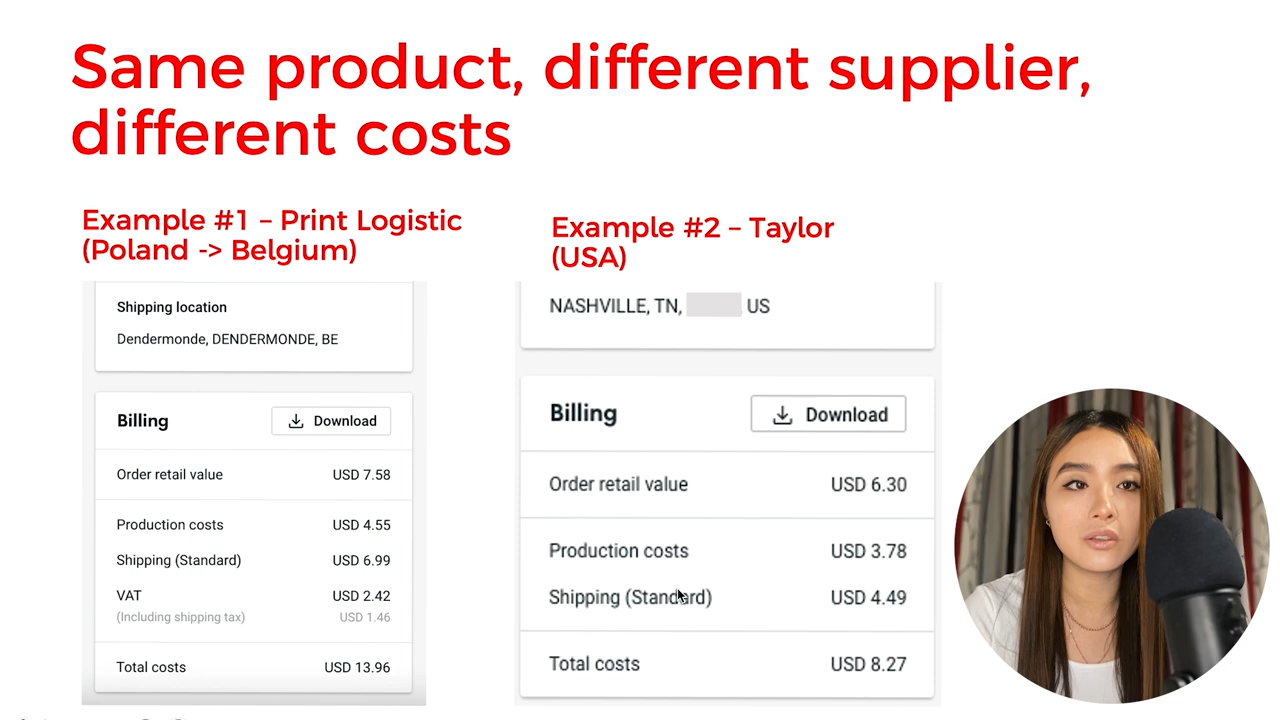 Same product, different supplier,
different costs
Example #1 – Print Logistic
(Poland -> Belgium)
Shipping location
Dendermonde, DENDERMONDE, BE
Billing
Download
Order retail value USD 7.58
Production costs USD 4.55
Shipping (Standard) USD 6.99
VAT USD 2.42
(Including shipping tax) USD 1.46
Total costs USD 13.96
Example #2 – Taylor
(USA)
NASHVILLE, TN, US
Billing
Download
Order retail value USD 6.30
Production costs USD 3.78
Shipping (Standard) USD 4.49
Total costs USD 8.27